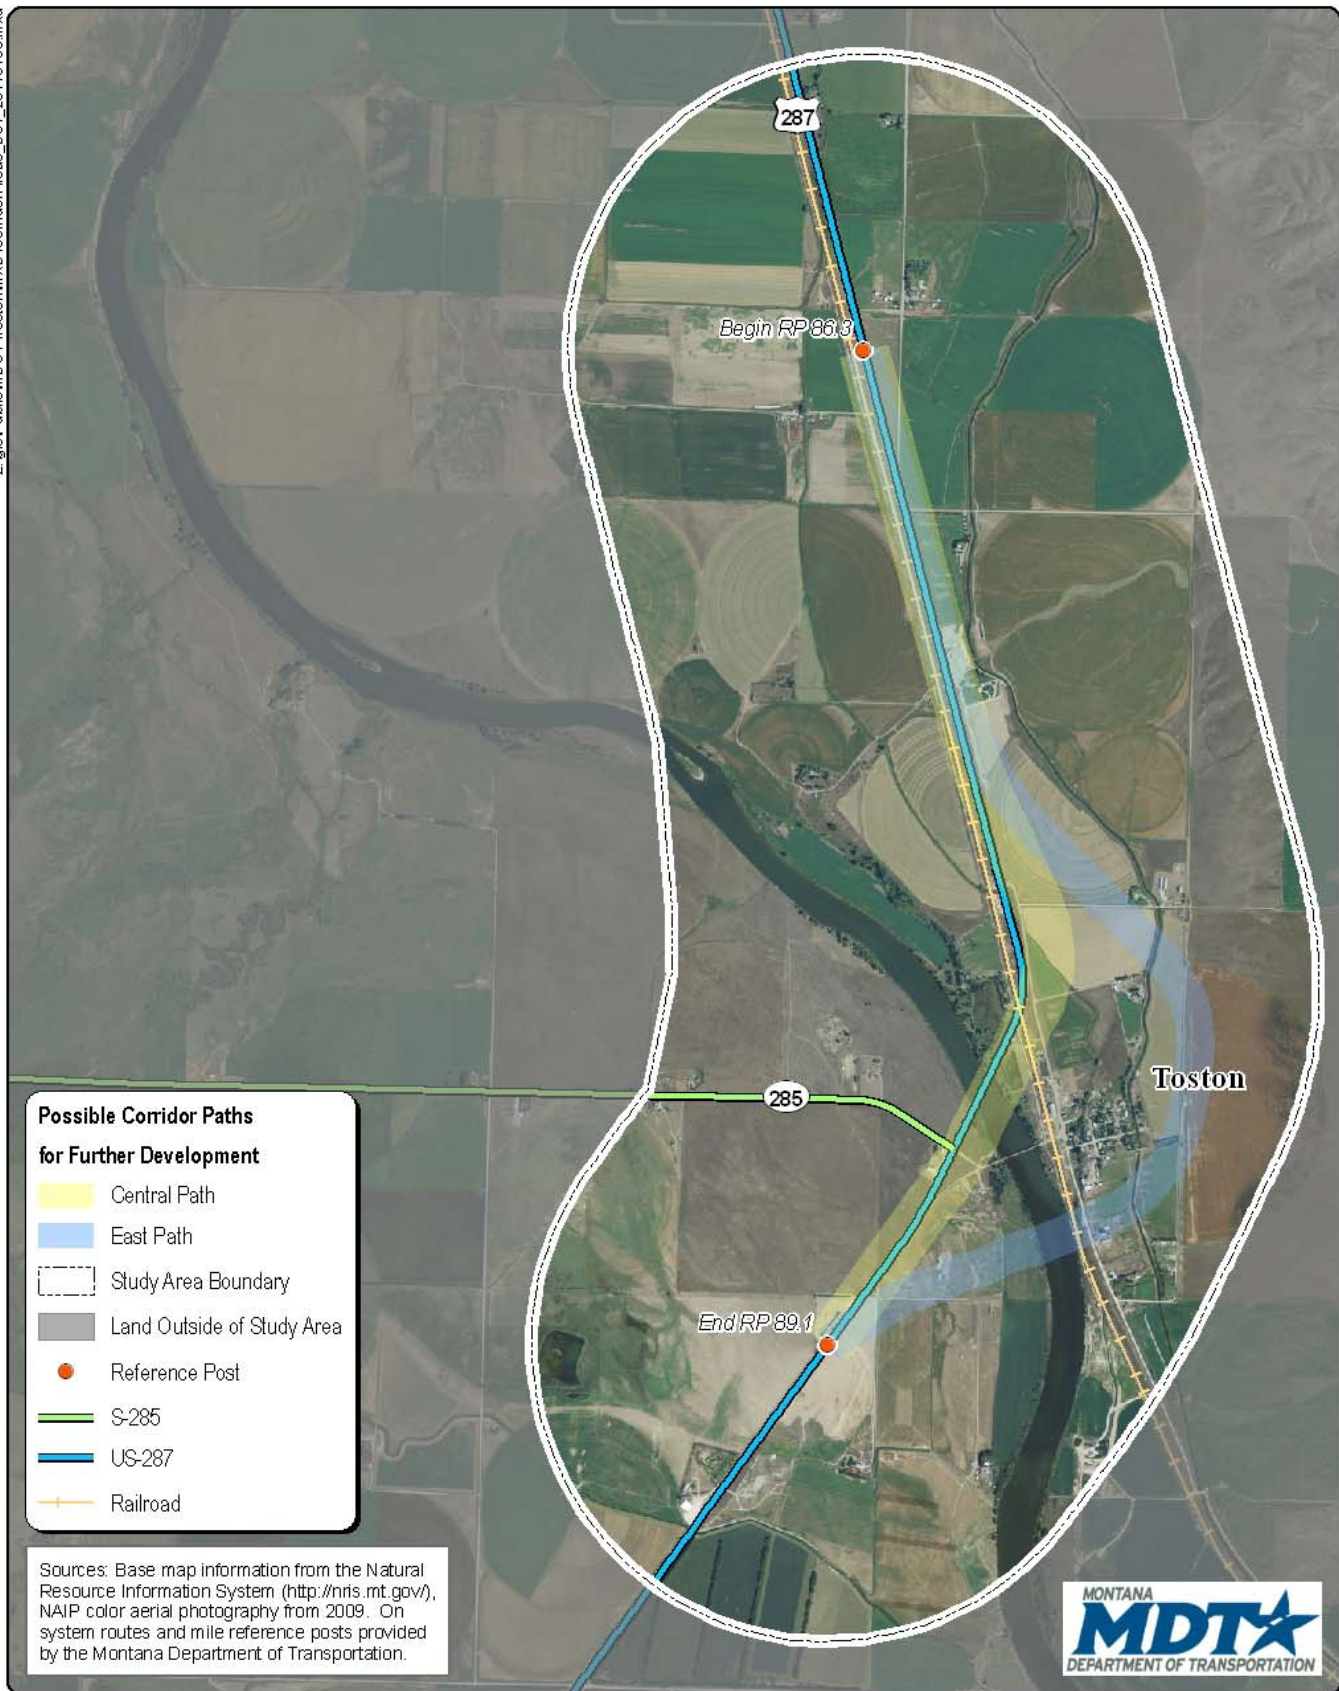 287
Begin RP 86.3
Toston
285
End RP 89.1
Possible Corridor Paths
for Further Development
Central Path
East Path
Study Area Boundary
Land Outside of Study Area
Reference Post
S-285
US-287
Railroad
Sources: Base map information from the Natural
Resource Information System (http://nris.mt.gov/),
NAIP color aerial photography from 2009. On
system routes and mile reference posts provided
by the Montana Department of Transportation.
MONTANA
MDT
DEPARTMENT OF TRANSPORTATION